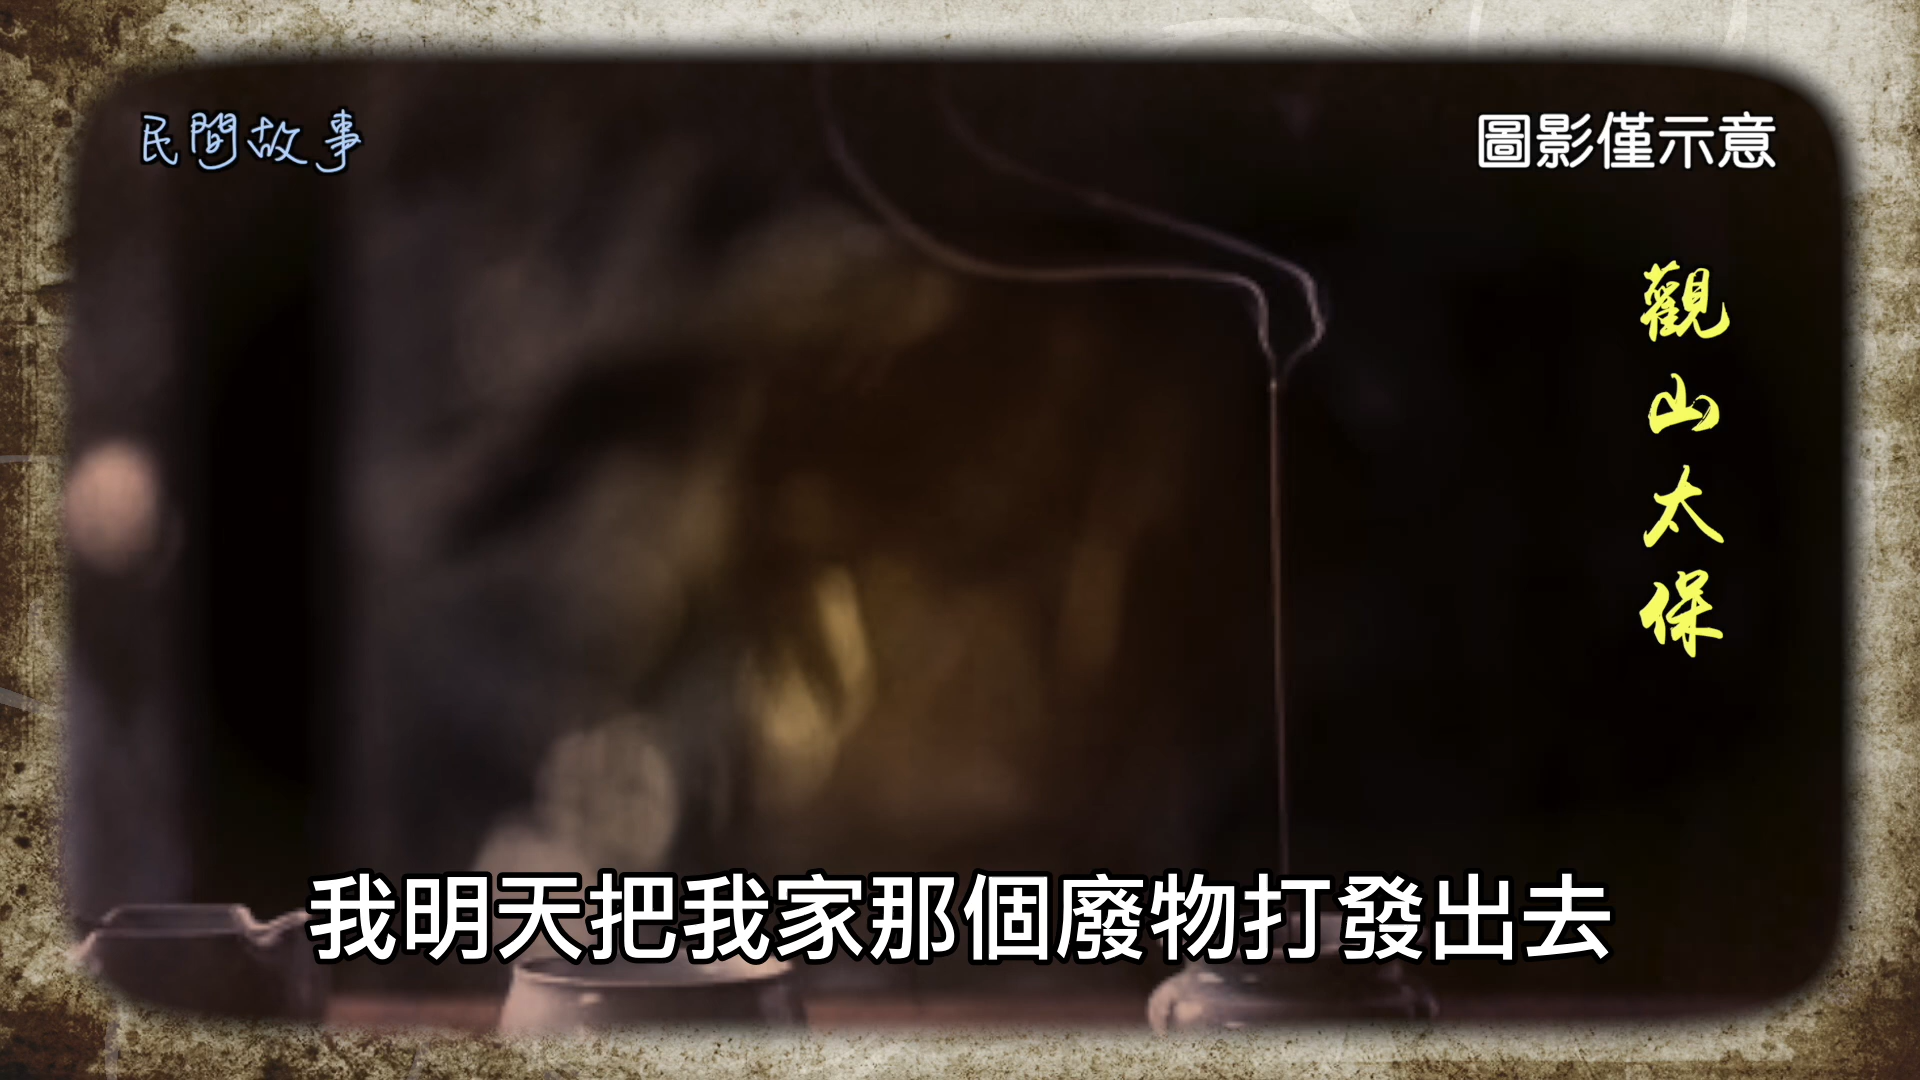 民間故事
圖影僅示意
觀山太保
我明天把我家那個廢物打發出去